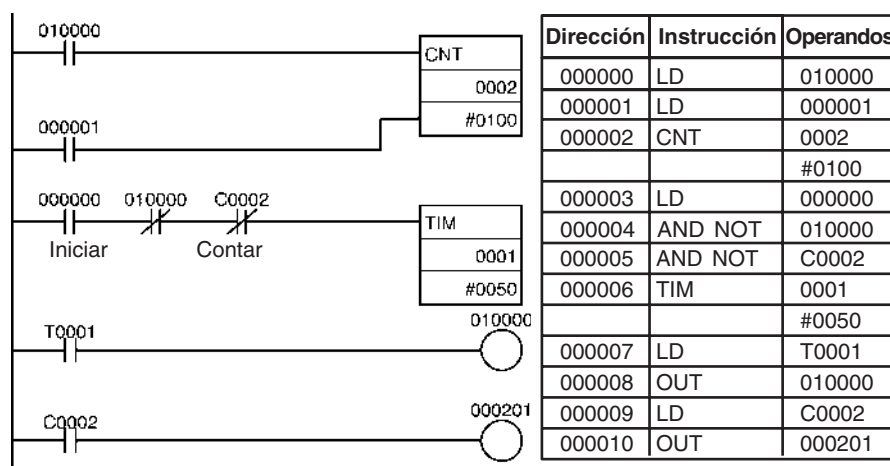 010000
CNT
0002
#0100
000001
000000 010000 C0002
Iniciar Contar
TIM
0001
#0050
T0001
010000
C0002
000201
Dirección Instrucción Operandos
000000 LD 010000
000001 LD 000001
000002 CNT 0002
#0100
000003 LD 000000
000004 AND NOT 010000
000005 AND NOT C0002
000006 TIM 0001
#0050
000007 LD T0001
000008 OUT 010000
000009 LD C0002
000010 OUT 000201